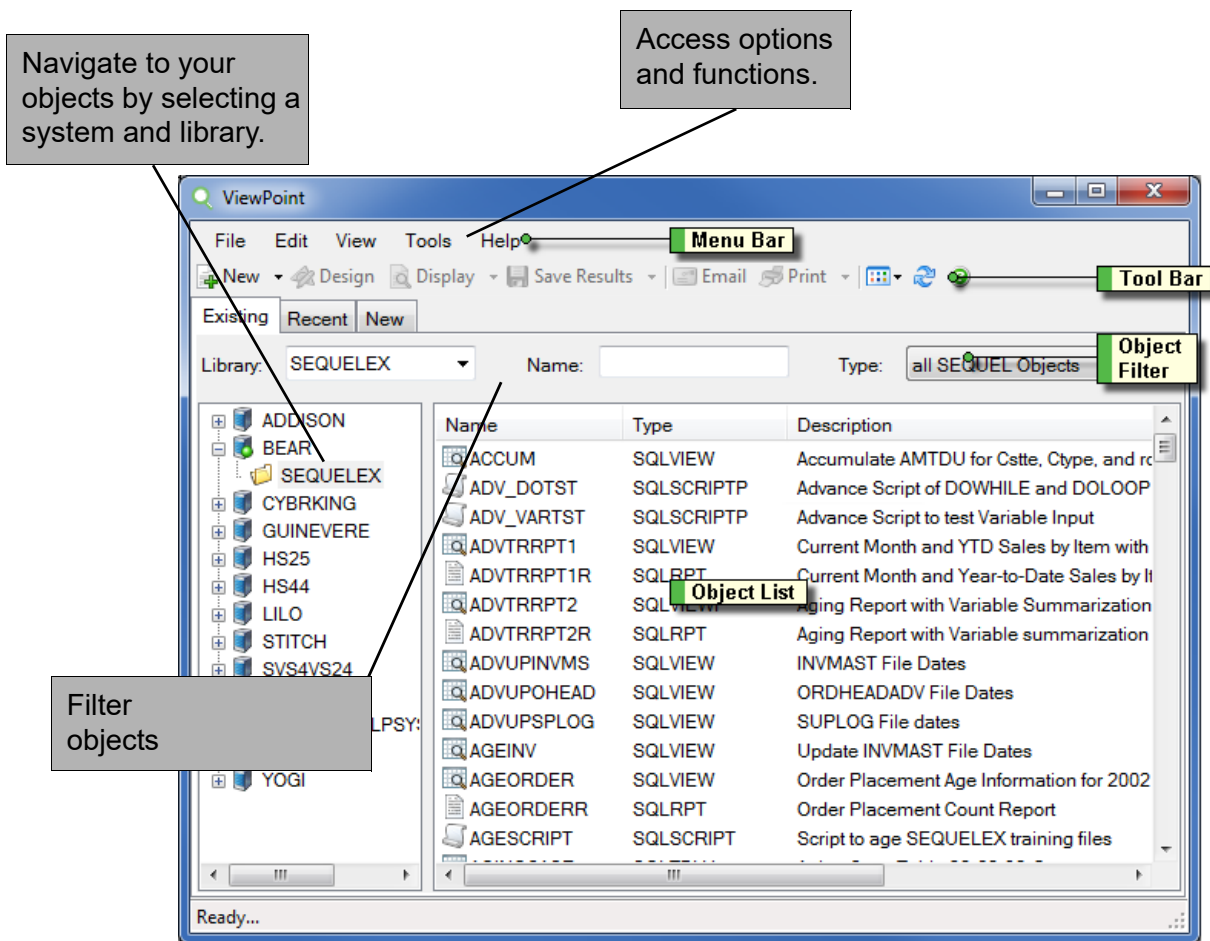 Access options
and functions.
Navigate to your
objects by selecting a
system and library.
ViewPoint
File Edit View Tools Help
Menu Bar
New Design Display Save Results Email Print
Tool Bar
Existing Recent New
Library: SEQUELEX Name: Type: all SEQUEL Objects
Object
Filter
ADDISON
BEAR
SEQUELEX
CYBRKING
GUINEVERE
HS25
HS44
LILO
STITCH
SVS4VS24
LPSYS
YOGI
Name Type Description
ACCUM SQLVIEW Accumulate AMTDU for Cstte, Ctype, and ro
ADV_DOTST SQLSCRIPTP Advance Script of DOWHILE and DOLOOP
ADV_VARTST SQLSCRIPTP Advance Script to test Variable Input
ADVTRRPT1 SQLVIEW Current Month and YTD Sales by Item with
ADVTRRPT1R SQLRPT Current Month and Year-to-Date Sales by It
Object List
ADVTRRPT2 SQLVIEWP Aging Report with Variable Summarization
ADVTRRPT2R SQLRPT Aging Report with Variable summarization
ADVUPINVMS SQLVIEW INVMAST File Dates
ADVUPOHEAD SQLVIEW ORDHEADADV File Dates
ADVUPSPLOG SQLVIEW SUPLOG File dates
AGEINV SQLVIEW Update INVMAST File Dates
AGEORDER SQLVIEW Order Placement Age Information for 2002
AGEORDERR SQLRPT Order Placement Count Report
AGESCRIPT SQLSCRIPT Script to age SEQUELEX training files
Filter
objects
Ready...